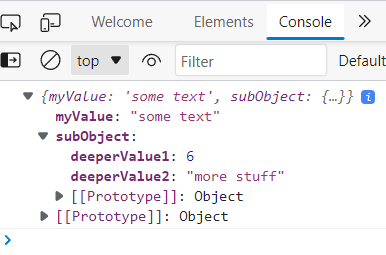 Welcome Elements Console
top Filter Default
{myValue: 'some text', subObject: {…}} i
myValue: "some text"
subObject:
deeperValue1: 6
deeperValue2: "more stuff"
[[Prototype]]: Object
[[Prototype]]: Object